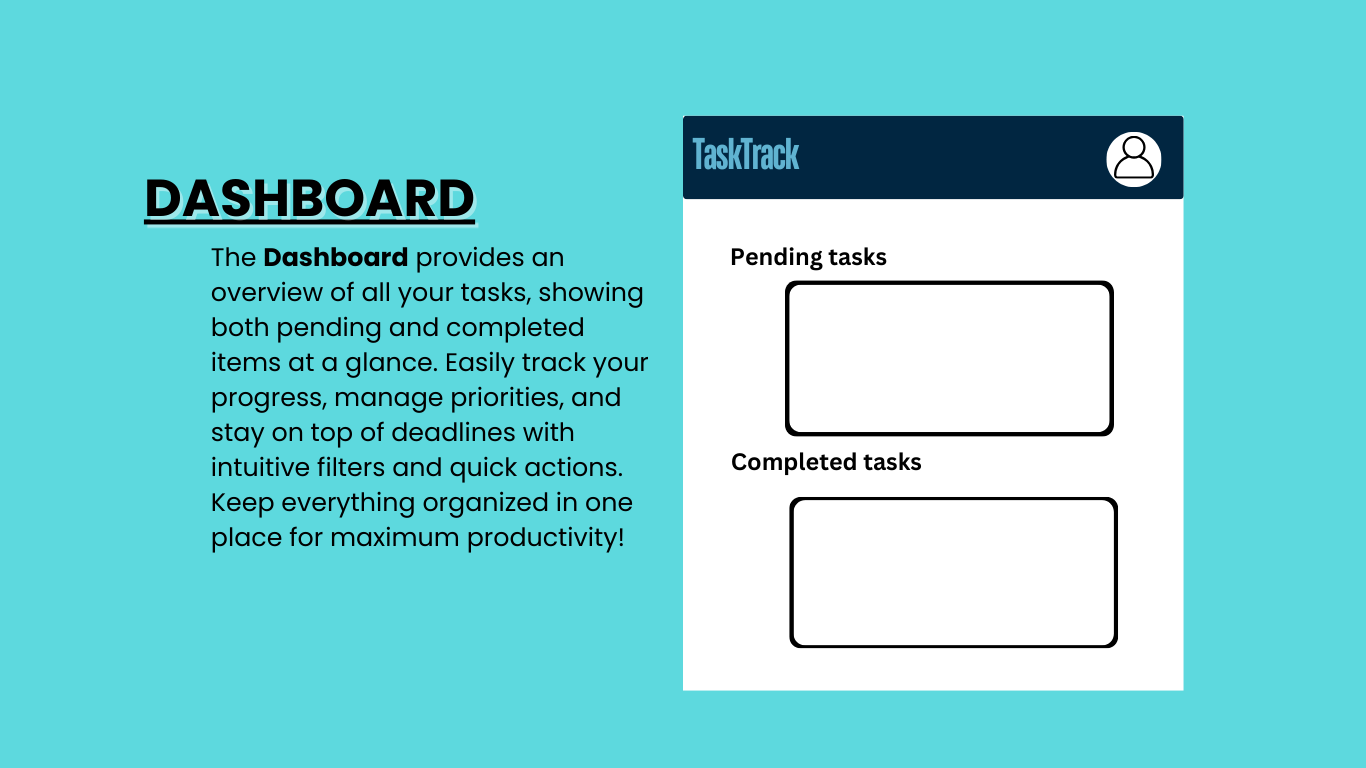 DASHBOARD
The Dashboard provides an
overview of all your tasks, showing
both pending and completed
items at a glance. Easily track your
progress, manage priorities, and
stay on top of deadlines with
intuitive filters and quick actions.
Keep everything organized in one
place for maximum productivity!
TaskTrack
Pending tasks
Completed tasks